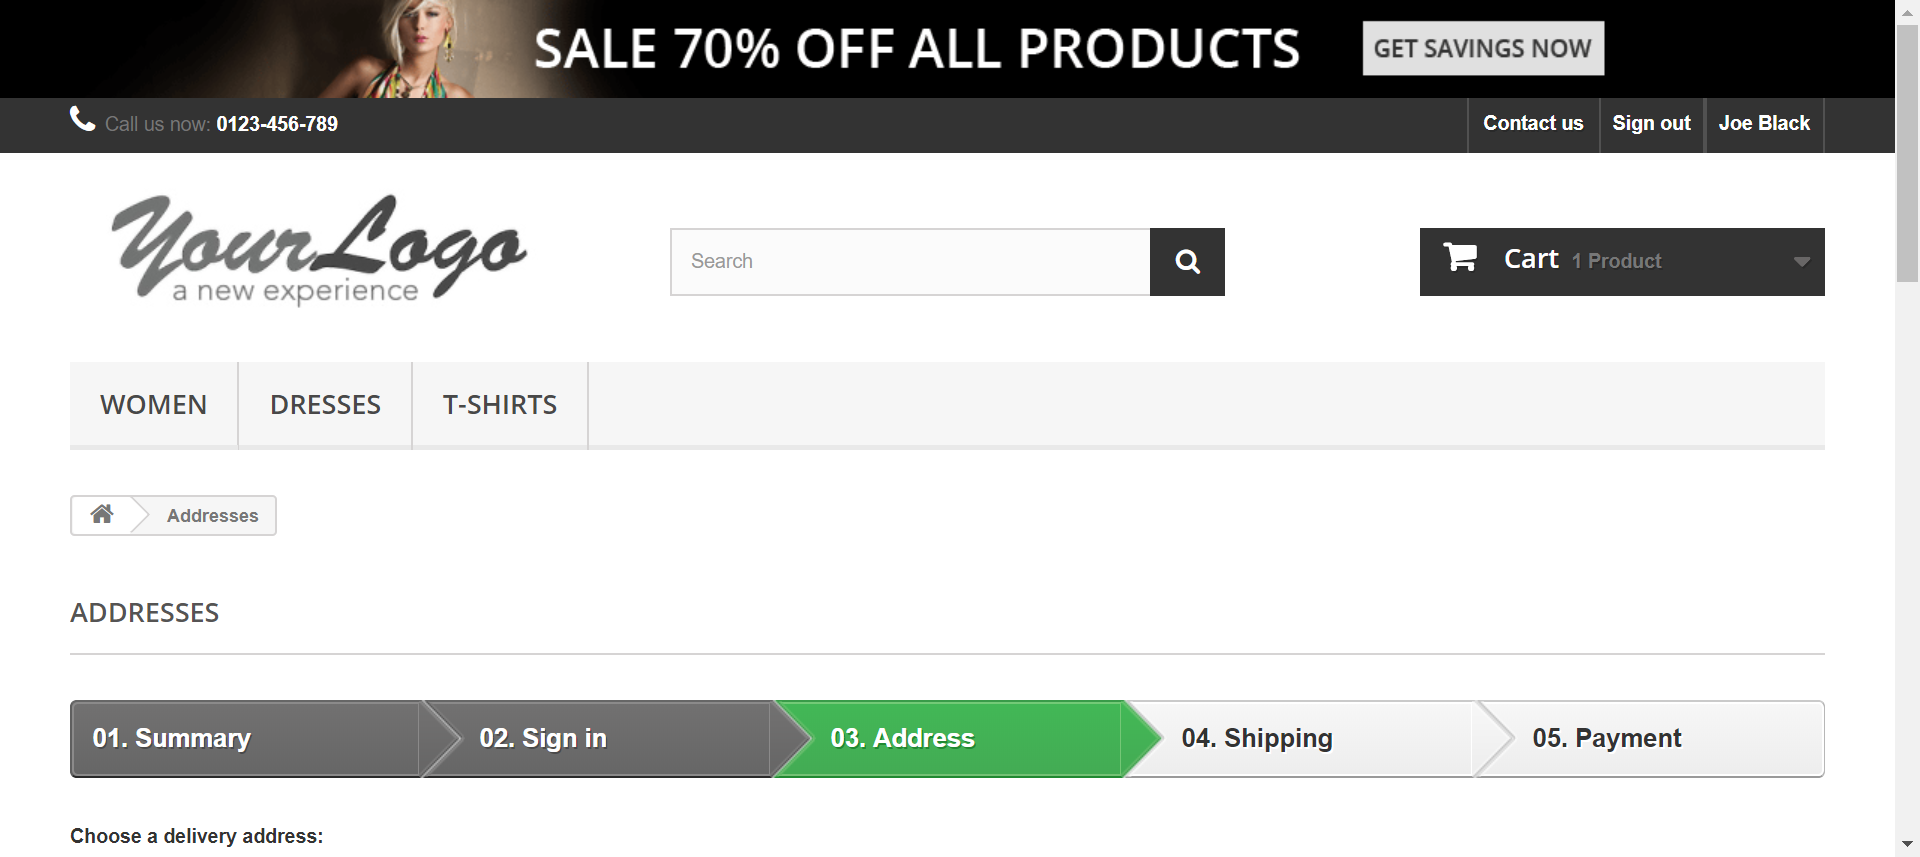 SALE 70% OFF ALL PRODUCTS GET SAVINGS NOW
Call us now: 0123-456-789 Contact us Sign out Joe Black
Your Logo
a new experience
Search
Cart 1 Product
WOMEN DRESSES T-SHIRTS
Addresses
ADDRESSES
01. Summary 02. Sign in 03. Address 04. Shipping 05. Payment
Choose a delivery address: